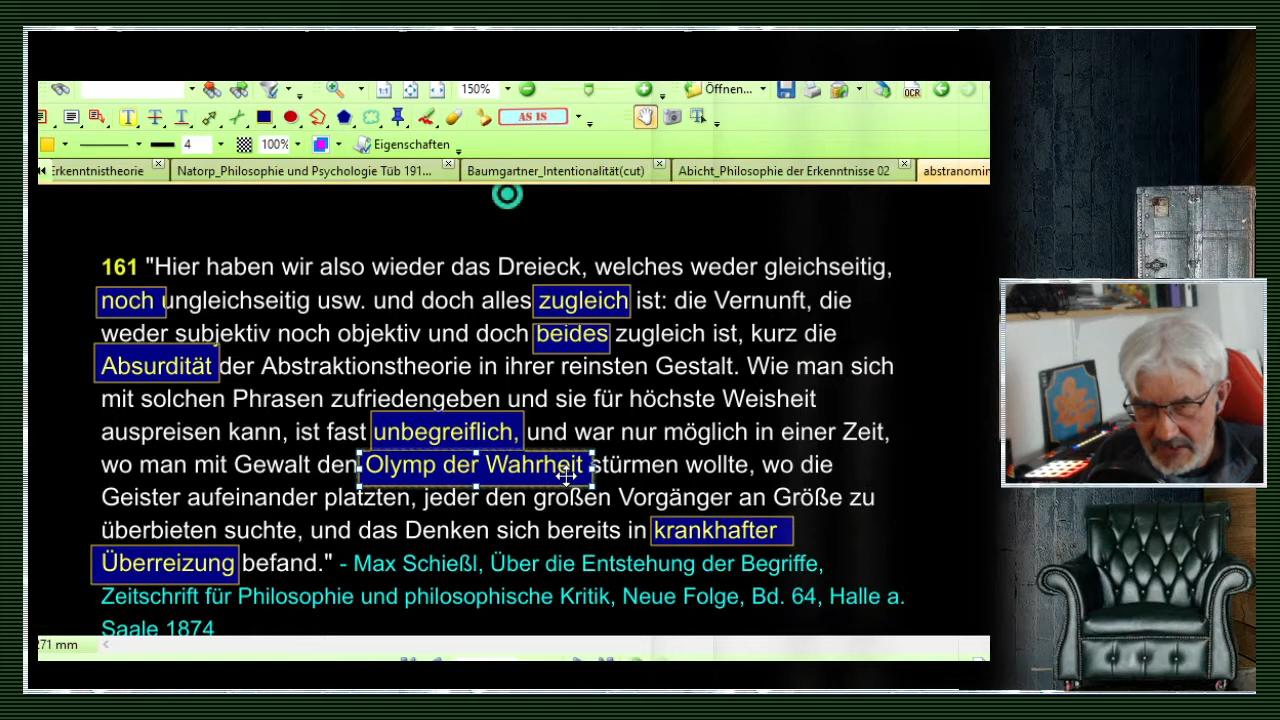 150%
Öffnen...
OCR
AS IS
4
100%
Eigenschaften
Erkenntnistheorie
Natorp_Philosophie und Psychologie Tüb 191...
Baumgartner_Intentionalität(cut)
Abicht_Philosophie der Erkenntnisse 02
abstranomin
161 "Hier haben wir also wieder das Dreieck, welches weder gleichseitig,
noch ungleichseitig usw. und doch alles zugleich ist: die Vernunft, die
weder subjektiv noch objektiv und doch beides zugleich ist, kurz die
Absurdität der Abstraktionstheorie in ihrer reinsten Gestalt. Wie man sich
mit solchen Phrasen zufriedengeben und sie für höchste Weisheit
auspreisen kann, ist fast unbegreiflich, und war nur möglich in einer Zeit,
wo man mit Gewalt den Olymp der Wahrheit stürmen wollte, wo die
Geister aufeinander platzten, jeder den großen Vorgänger an Größe zu
überbieten suchte, und das Denken sich bereits in krankhafter
Überreizung befand." - Max Schießl, Über die Entstehung der Begriffe,
Zeitschrift für Philosophie und philosophische Kritik, Neue Folge, Bd. 64, Halle a.
Saale 1874
271 mm